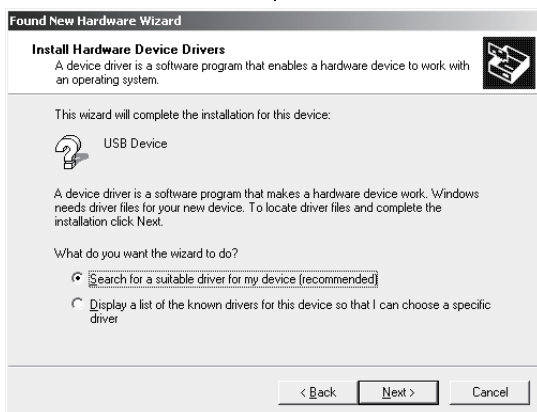 Found New Hardware Wizard
Install Hardware Device Drivers
A device driver is a software program that enables a hardware device to work with
an operating system.
This wizard will complete the installation for this device:
USB Device
A device driver is a software program that makes a hardware device work. Windows
needs driver files for your new device. To locate driver files and complete the
installation click Next.
What do you want the wizard to do?
Search for a suitable driver for my device (recommended)
Display a list of the known drivers for this device so that I can choose a specific
driver
< Back Next > Cancel